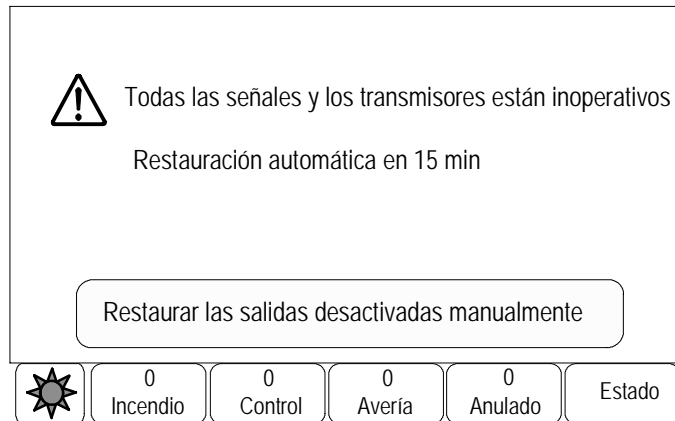 Todas las señales y los transmisores están inoperativos
Restauración automática en 15 min
Restaurar las salidas desactivadas manualmente
0 0 0 0
Incendio Control Avería Anulado Estado